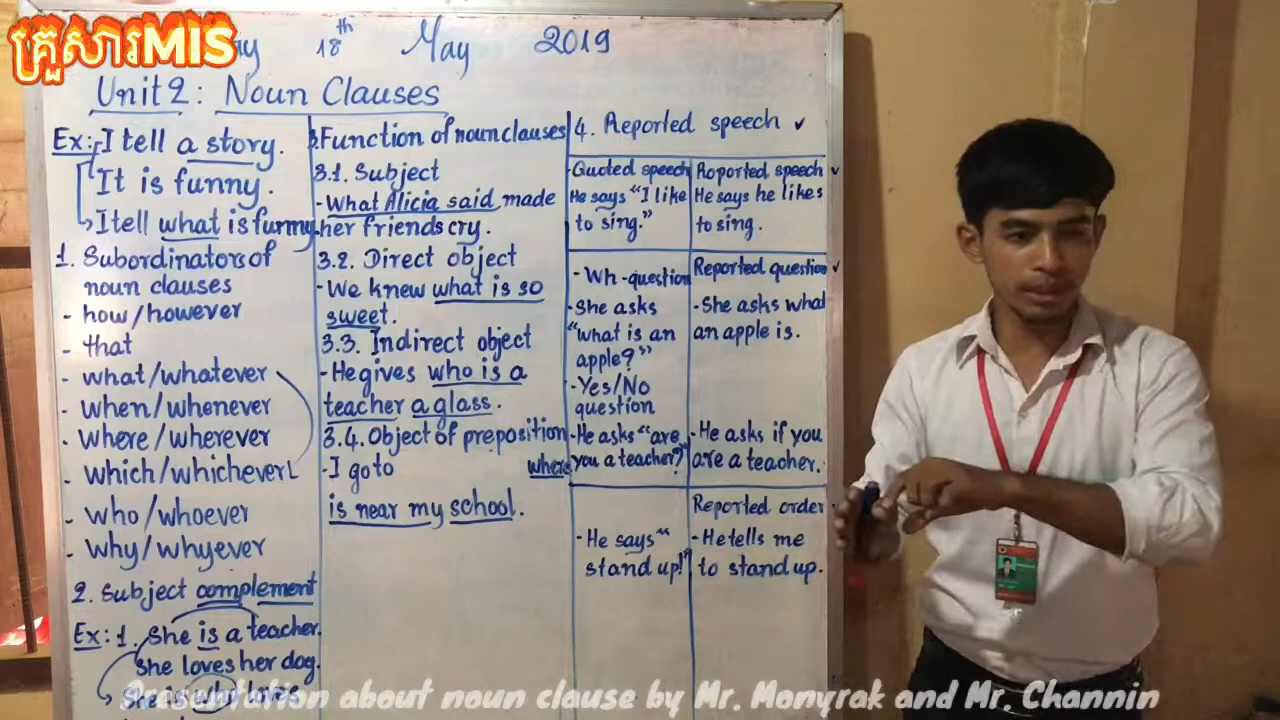 គ្រួសារMIS
18th May 2019
Unit 2: Noun Clauses
Ex: I tell a story.
It is funny.
I tell what is funny.
1. Subordinators of
noun clauses
- how/however
- that
- what/whatever
- when/whenever
- where/wherever
- which/whichever
- who/whoever
- why/whyever
2. Subject complement
Ex: 1. She is a teacher.
She loves her dog.
She is who loves
3. Function of noun clauses
3.1. Subject
- What Alicia said made
her friends cry.
3.2. Direct object
- We knew what is so
sweet.
3.3. Indirect object
- He gives who is a
teacher a glass.
3.4. Object of preposition
- I go to where
is near my school.
4. Reported speech ✓
Quoted speech
He says "I like
to sing."
Roported speech ✓
He says he likes
to sing.
- Wh-question
- She asks
"what is an
apple?"
- Yes/No
question
- He asks "are
you a teacher?"
Reported question ✓
- She asks what
an apple is.
- He asks if you
are a teacher.
- He says "
stand up!"
Reported order
- He tells me
to stand up.
Presentation about noun clause by Mr. Monyrak and Mr. Channin